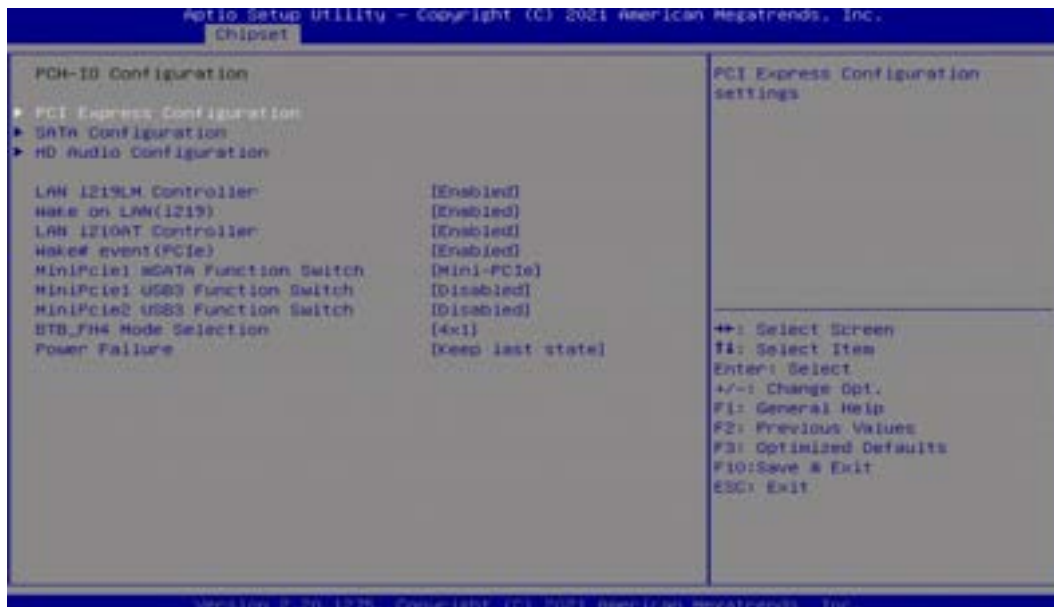 Aptio Setup Utility – Copyright (C) 2021 American Megatrends, Inc.
Chipset
PCH-IO Configuration
PCI Express Configuration
SATA Configuration
HD Audio Configuration
LAN i219LM Controller [Enabled]
Wake on LAN(i219) [Enabled]
LAN i210AT Controller [Enabled]
Wake# event(PCIe) [Enabled]
MiniPcie1 mSATA Function Switch [Mini-PCIe]
MiniPcie1 USB3 Function Switch [Disabled]
MiniPcie2 USB3 Function Switch [Disabled]
BTB_FH4 Mode Selection [4x1]
Power Failure [Keep last state]
PCI Express Configuration
settings
→←: Select Screen
↑↓: Select Item
Enter: Select
+/-: Change Opt.
F1: General Help
F2: Previous Values
F3: Optimized Defaults
F10:Save & Exit
ESC: Exit
Version 2.20.1275. Copyright (C) 2021 American Megatrends, Inc.